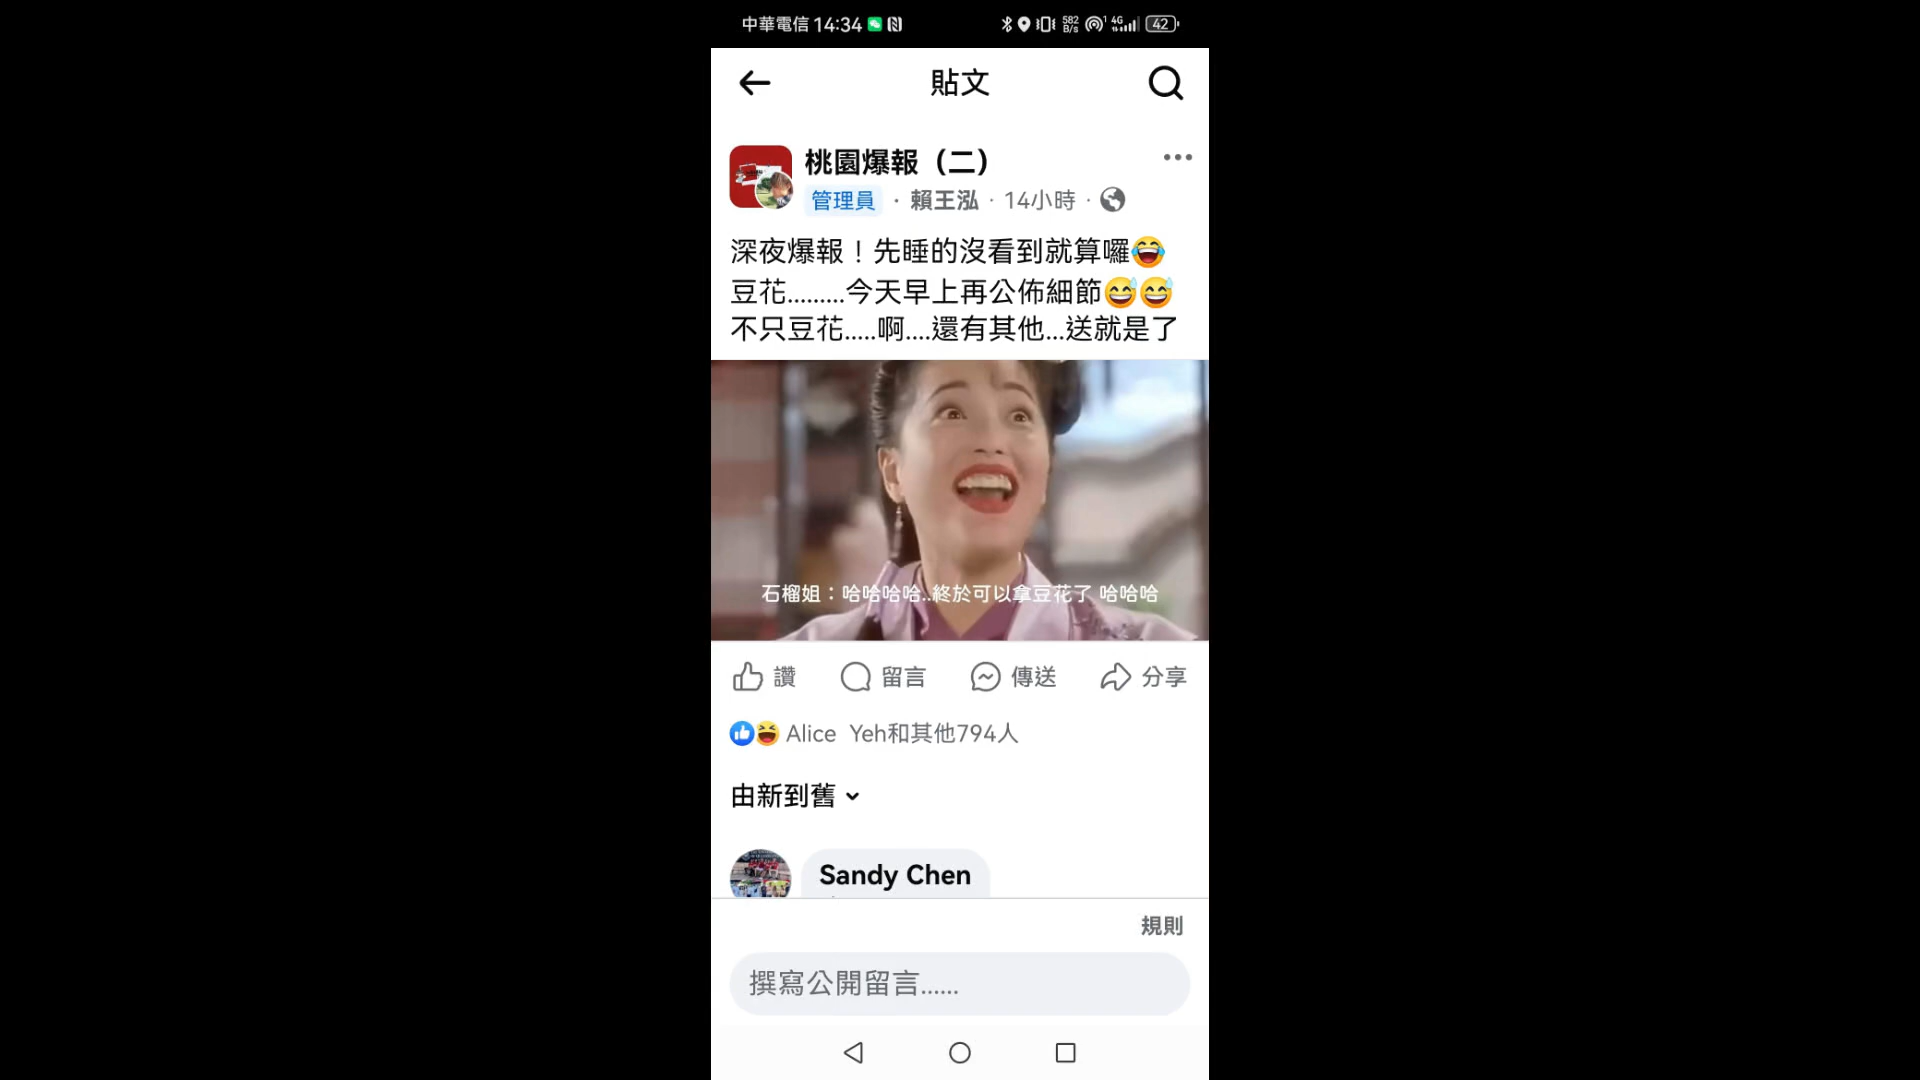 中華電信 14:34 582 B/s 4G 42
貼文
桃園爆報（二）
管理員 · 賴王泓 · 14小時 ·
深夜爆報！先睡的沒看到就算囉😂
豆花.........今天早上再公佈細節😅😅
不只豆花.....啊....還有其他...送就是了
石榴姐：哈哈哈哈..終於可以拿豆花了 哈哈哈
讚 留言 傳送 分享
Alice Yeh和其他794人
由新到舊
Sandy Chen
規則
撰寫公開留言......